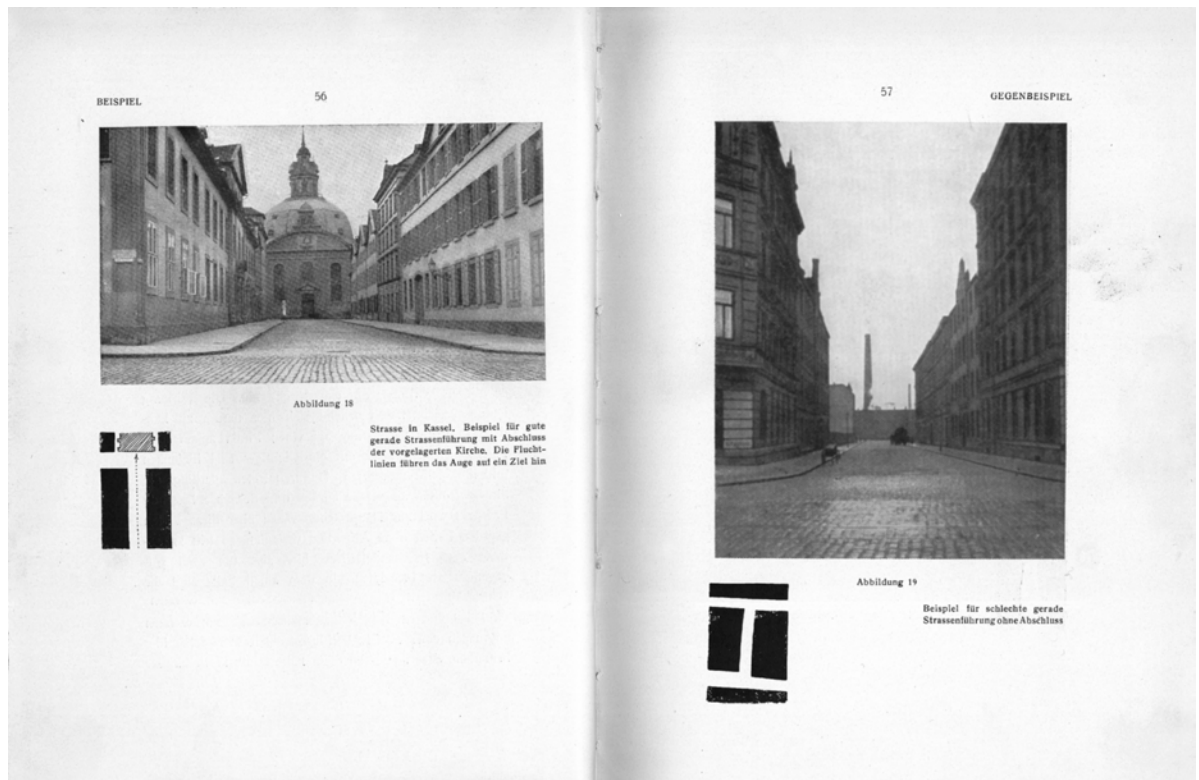 BEISPIEL
56
Abbildung 18
Strasse in Kassel. Beispiel für gute
gerade Strassenführung mit Abschluss
der vorgelagerten Kirche. Die Flucht-
linien führen das Auge auf ein Ziel hin
57
GEGENBEISPIEL
Abbildung 19
Beispiel für schlechte gerade
Strassenführung ohne Abschluss